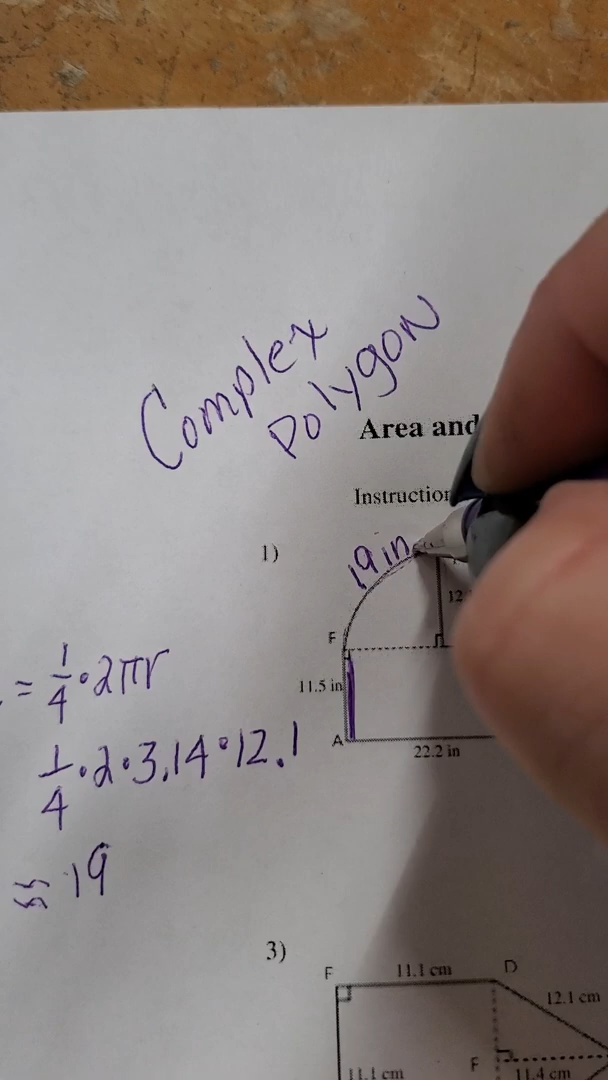 Complex
Polygon
Area and
Instruction
1)
19 in
12
F
11.5 in
A
22.2 in
= 1/4 • 2πr
1/4 • 2 • 3.14 • 12.1
≈ 19
3)
F
11.1 cm
D
12.1 cm
11.1 cm
F
11.4 cm